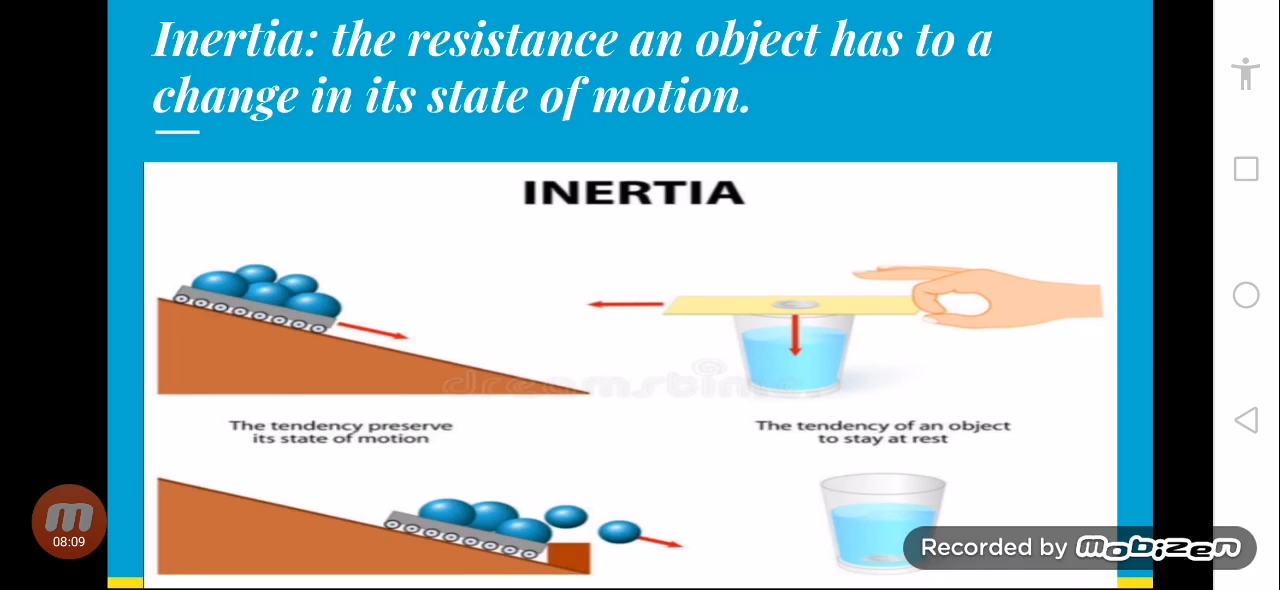 Inertia: the resistance an object has to a
change in its state of motion.
INERTIA
dreamstime
The tendency preserve
its state of motion
The tendency of an object
to stay at rest
08:09
Recorded by mobizen